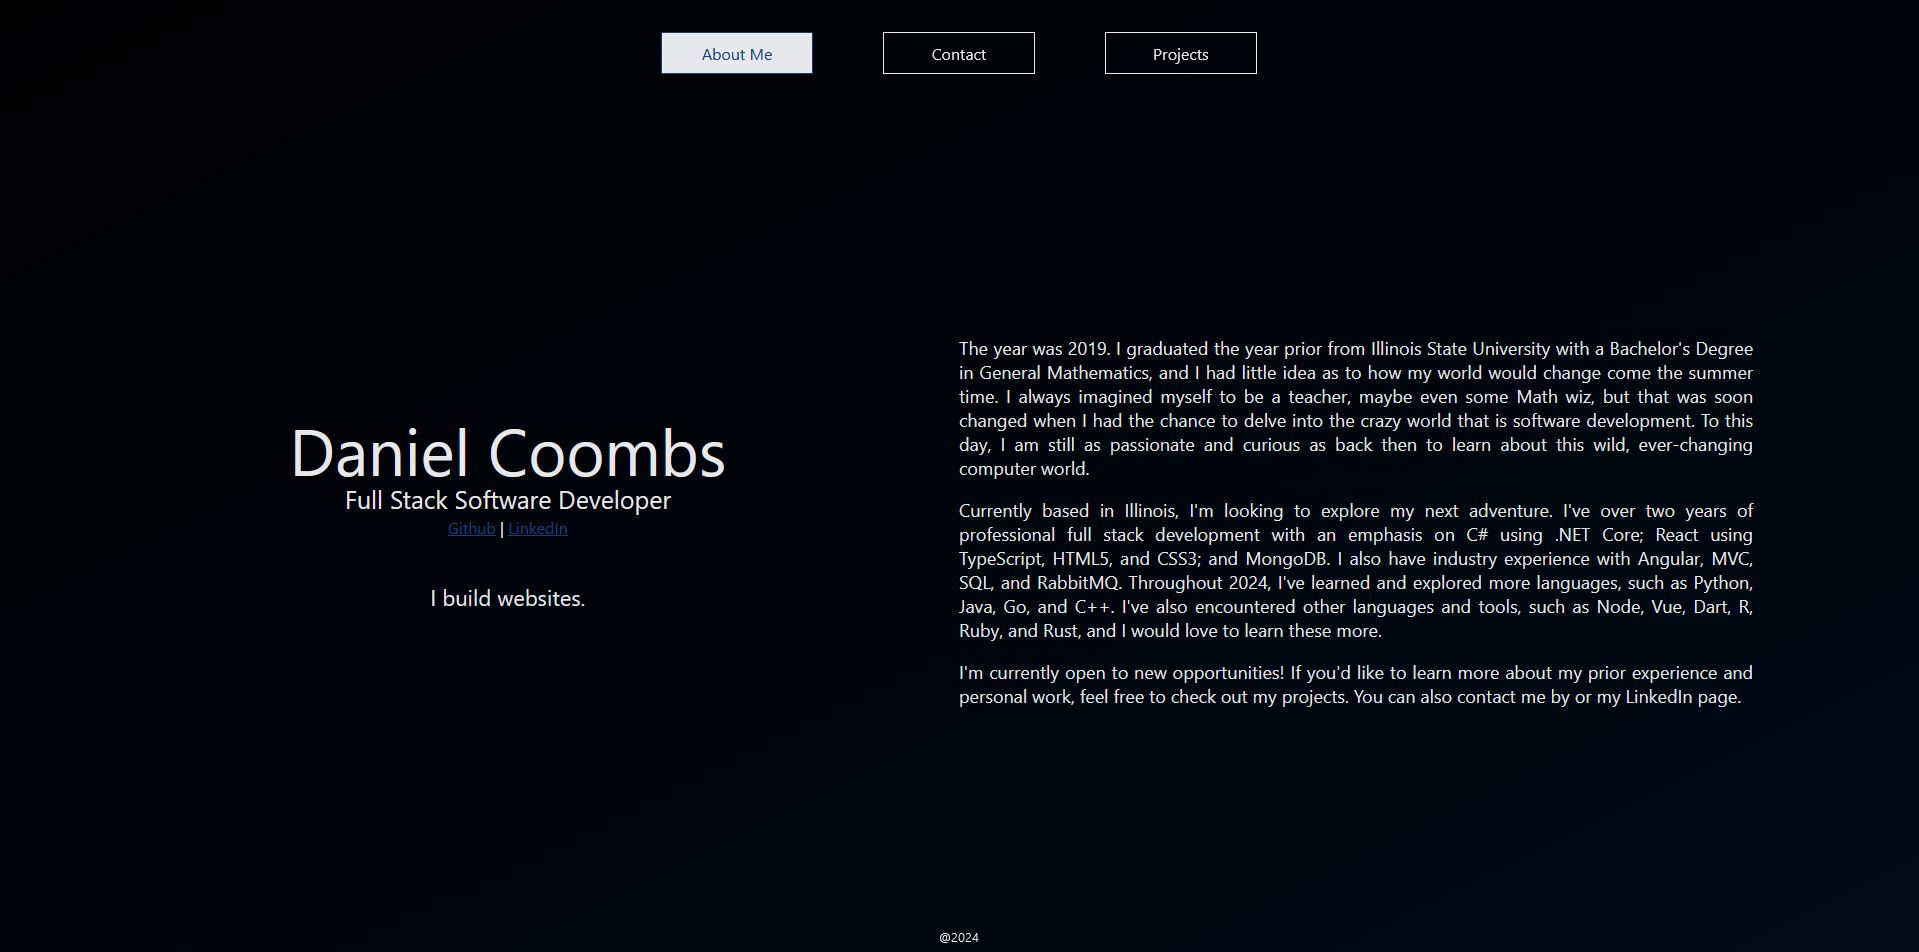 About Me
Contact
Projects
Daniel Coombs
Full Stack Software Developer
Github | LinkedIn
I build websites.
The year was 2019. I graduated the year prior from Illinois State University with a Bachelor's Degree
in General Mathematics, and I had little idea as to how my world would change come the summer
time. I always imagined myself to be a teacher, maybe even some Math wiz, but that was soon
changed when I had the chance to delve into the crazy world that is software development. To this
day, I am still as passionate and curious as back then to learn about this wild, ever-changing
computer world.
Currently based in Illinois, I'm looking to explore my next adventure. I've over two years of
professional full stack development with an emphasis on C# using .NET Core; React using
TypeScript, HTML5, and CSS3; and MongoDB. I also have industry experience with Angular, MVC,
SQL, and RabbitMQ. Throughout 2024, I've learned and explored more languages, such as Python,
Java, Go, and C++. I've also encountered other languages and tools, such as Node, Vue, Dart, R,
Ruby, and Rust, and I would love to learn these more.
I'm currently open to new opportunities! If you'd like to learn more about my prior experience and
personal work, feel free to check out my projects. You can also contact me by or my LinkedIn page.
@2024